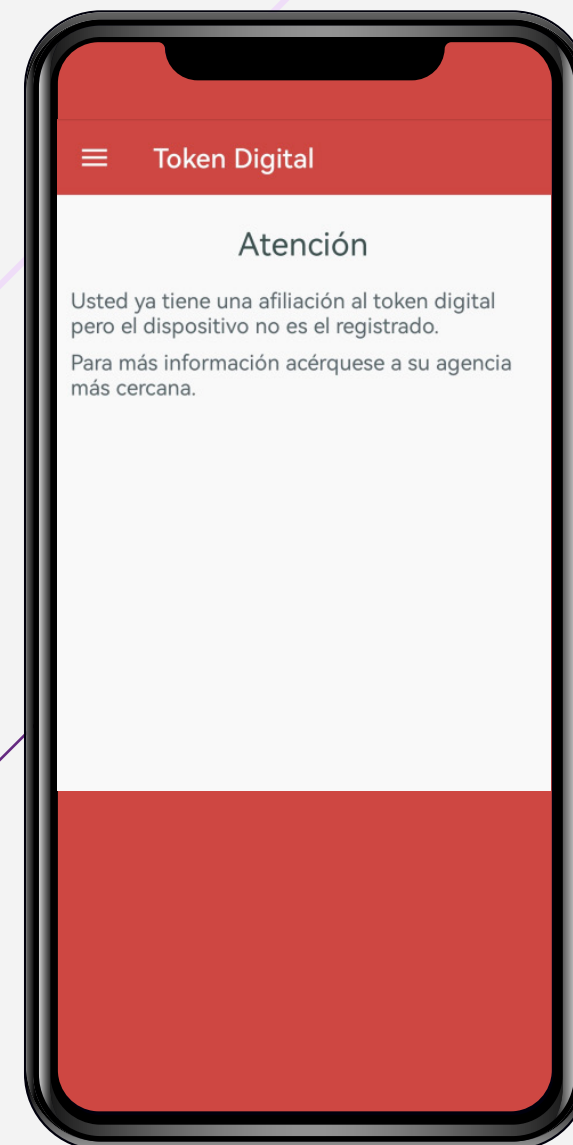 Token Digital
Atención
Usted ya tiene una afiliación al token digital
pero el dispositivo no es el registrado.
Para más información acérquese a su agencia
más cercana.